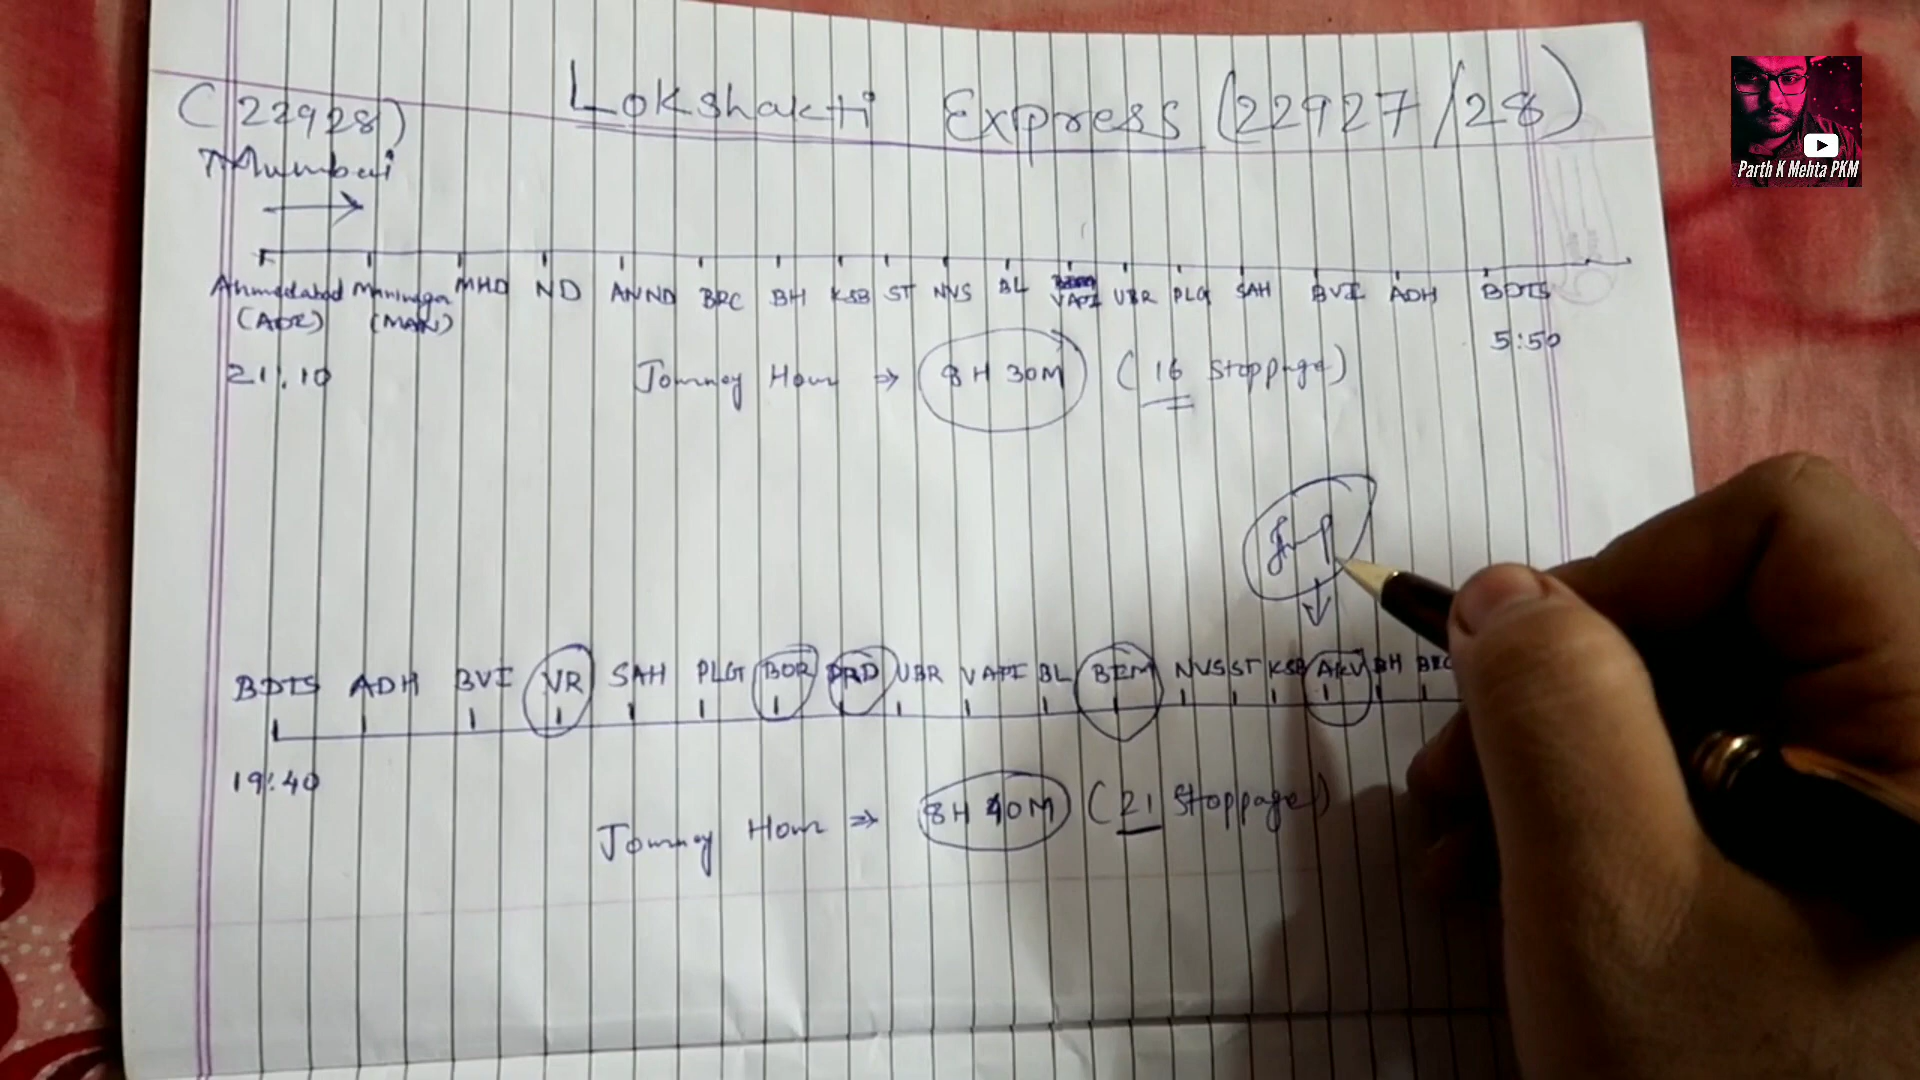 Lokshakti Express (22927/28)
(22928)
Mumbai
Parth K Mehta PKM
Ahmedabad Maninagar MHD ND ANND BRC BH KSB ST NVS BL VAPI UBR PLG SAH BVI ADH BDTS
(ADI) (MAN)
21:10 5:50
Journey Hour ⇒ 8H 30M (16 Stoppage)
Jump
BDTS ADH BVI VR SAH PLG BOR DRD UBR VAPI BL BIM NVS ST KSB AKV BH BRC
19:40
Journey Hour ⇒ 8H 40M (21 Stoppage)